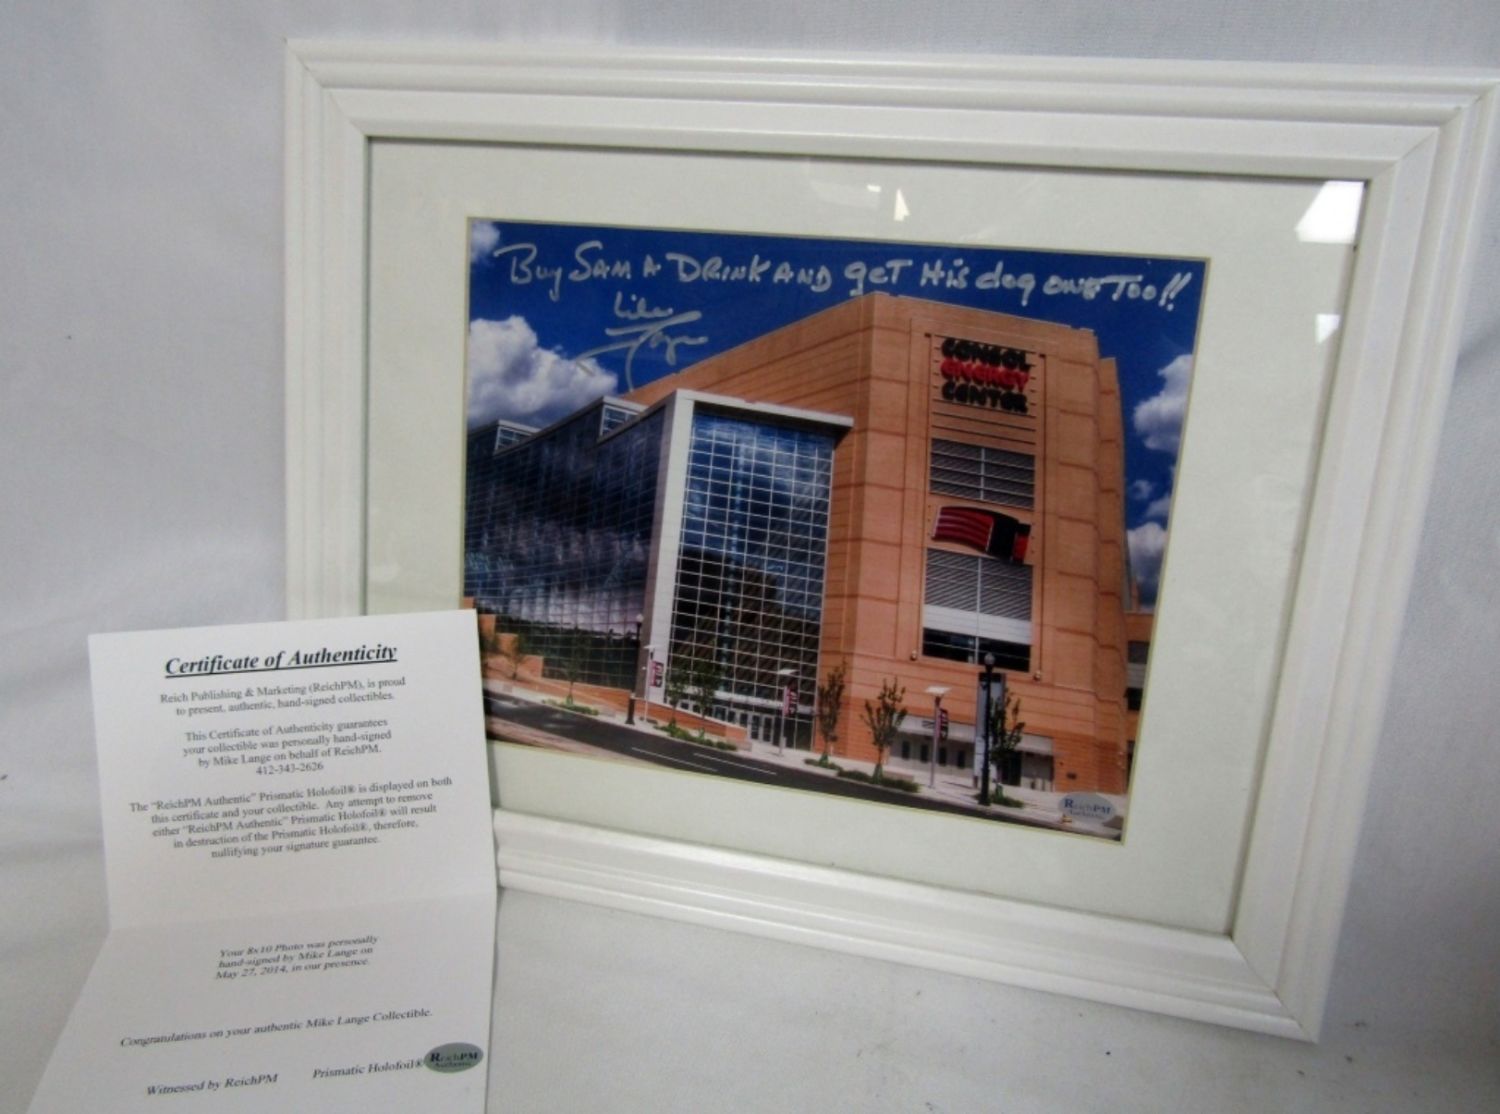 Buy SAM A DRINK AND get His dog one Too!!
Mike Lange
CONSOL
ENERGY
CENTER
ReichPM
Authentic
Certificate of Authenticity
Reich Publishing & Marketing (ReichPM), is proud
to present, authentic, hand-signed collectibles.
This Certificate of Authenticity guarantees
your collectible was personally hand-signed
by Mike Lange on behalf of ReichPM.
412-343-2626
The "ReichPM Authentic" Prismatic Holofoil® is displayed on both
this certificate and your collectible. Any attempt to remove
either "ReichPM Authentic" Prismatic Holofoil® will result
in destruction of the Prismatic Holofoil®, therefore,
nullifying your signature guarantee.
Your 8x10 Photo was personally
hand-signed by Mike Lange on
May 27, 2014, in our presence.
Congratulations on your authentic Mike Lange Collectible.
Witnessed by ReichPM
Prismatic Holofoil®
ReichPM
Authentic